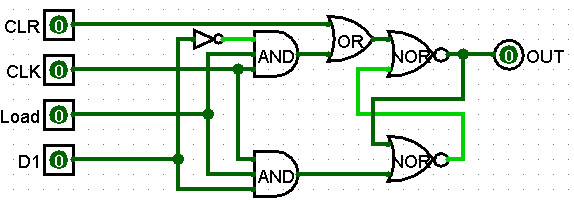 CLR 0
OR
NOR
0 OUT
CLK 0
AND
Load 0
D1 0
AND
NOR